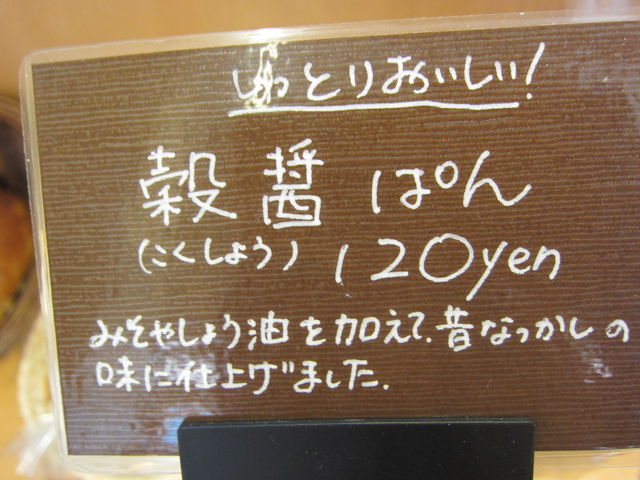 しっとりおいしい!
穀醤ぱん
(こくしょう) 120yen
みそやしょう油を加えて、昔なつかしの
味に仕上げました.